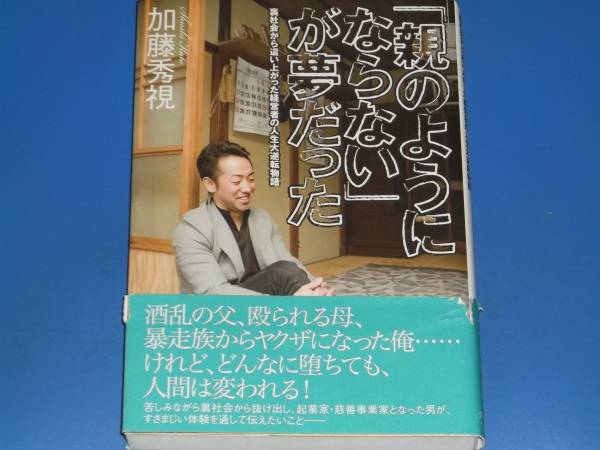 「親のように
ならない」
が夢だった
裏社会から這い上がった経営者の人生大逆転物語
加藤秀視
酒乱の父、殴られる母、
暴走族からヤクザになった俺……
けれど、どんなに堕ちても、
人間は変われる！
苦しみながら裏社会から抜け出し、起業家・慈善事業家となった男が、
すさまじい体験を通して伝えたいこと――